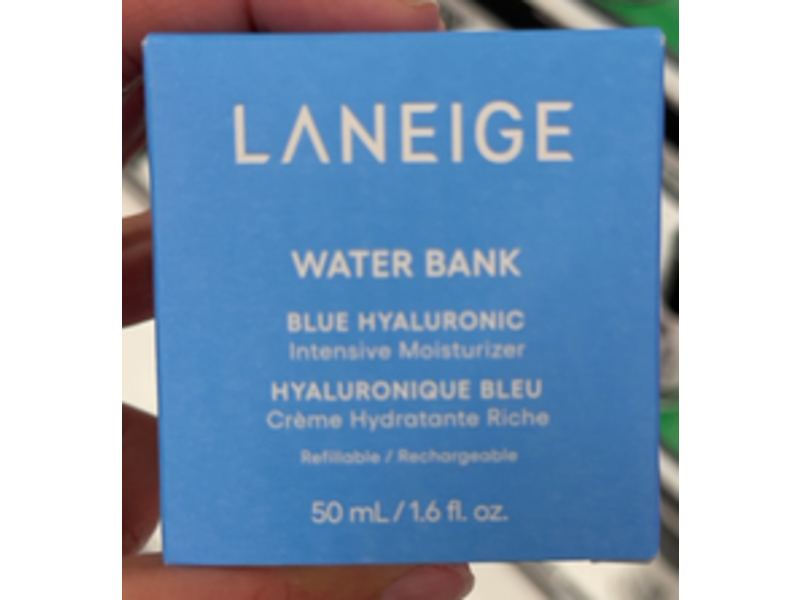 LANEIGE
WATER BANK
BLUE HYALURONIC
Intensive Moisturizer
HYALURONIQUE BLEU
Crème Hydratante Riche
Refillable / Rechargeable
50 mL / 1.6 fl. oz.